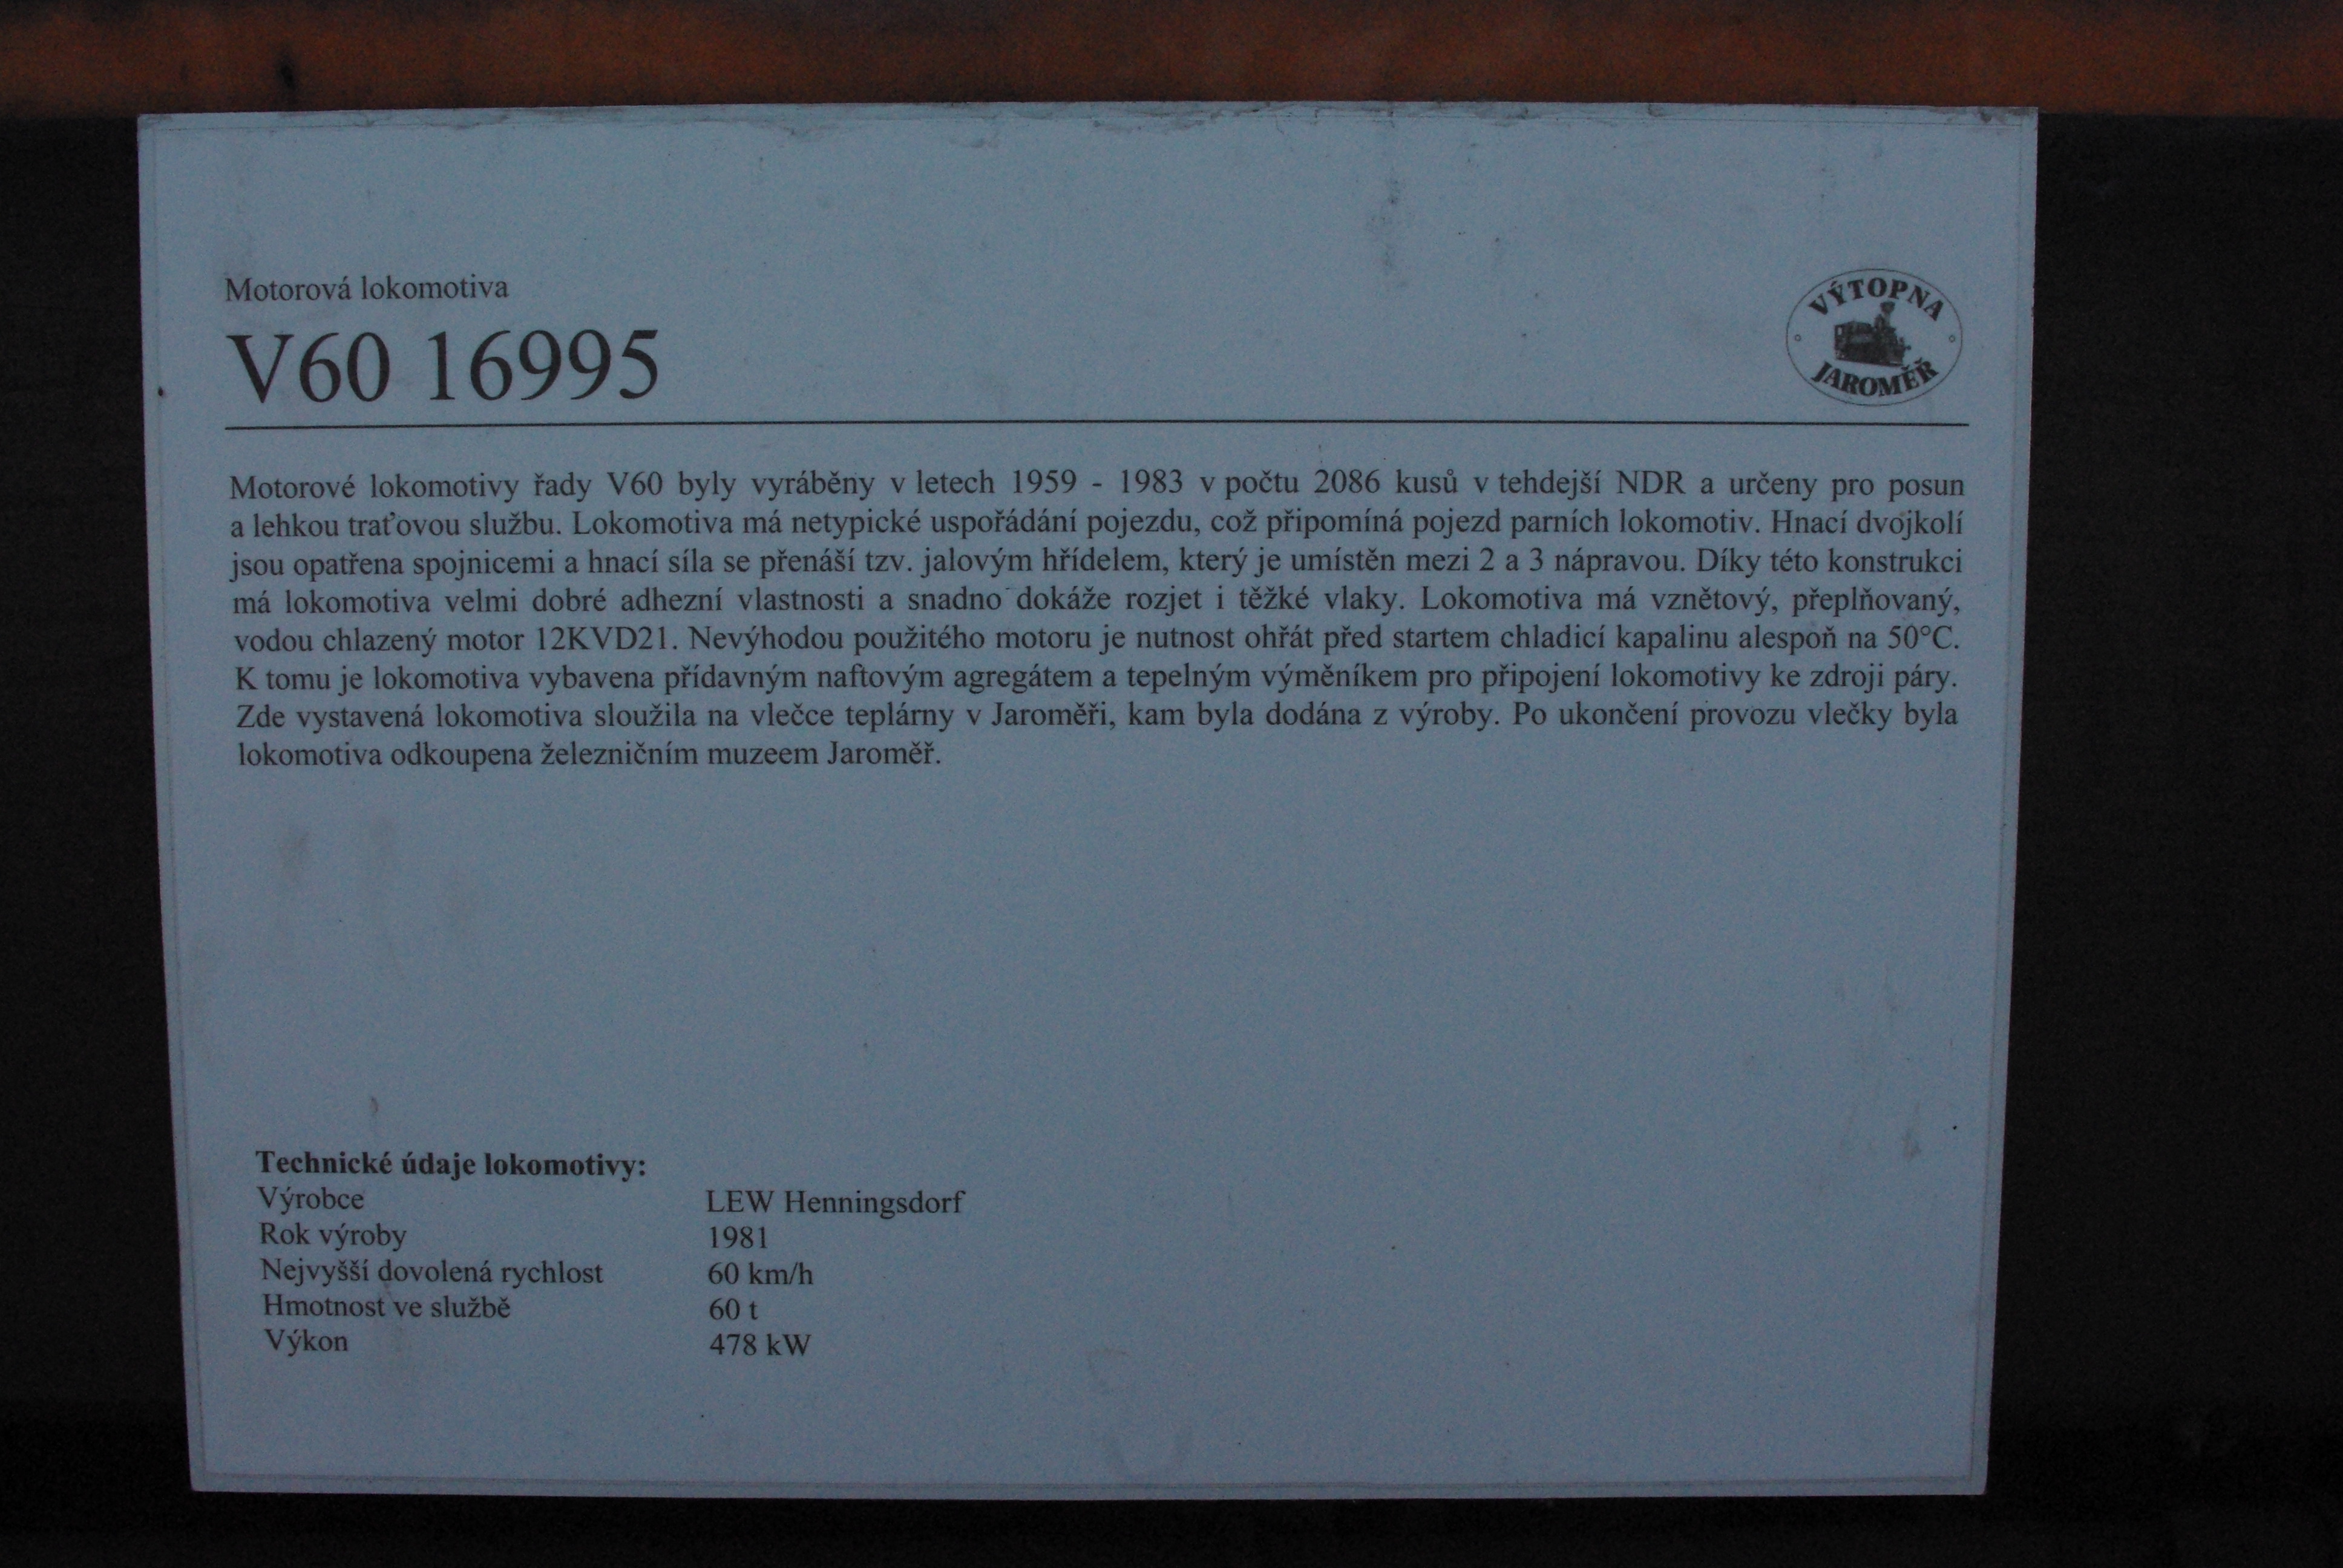 Motorová lokomotiva
V60 16995
VÝTOPNA
JAROMĚŘ
Motorové lokomotivy řady V60 byly vyráběny v letech 1959 - 1983 v počtu 2086 kusů v tehdejší NDR a určeny pro posun
a lehkou traťovou službu. Lokomotiva má netypické uspořádání pojezdu, což připomíná pojezd parních lokomotiv. Hnací dvojkolí
jsou opatřena spojnicemi a hnací síla se přenáší tzv. jalovým hřídelem, který je umístěn mezi 2 a 3 nápravou. Díky této konstrukci
má lokomotiva velmi dobré adhezní vlastnosti a snadno dokáže rozjet i těžké vlaky. Lokomotiva má vznětový, přeplňovaný,
vodou chlazený motor 12KVD21. Nevýhodou použitého motoru je nutnost ohřát před startem chladicí kapalinu alespoň na 50°C.
K tomu je lokomotiva vybavena přídavným naftovým agregátem a tepelným výměníkem pro připojení lokomotivy ke zdroji páry.
Zde vystavená lokomotiva sloužila na vlečce teplárny v Jaroměři, kam byla dodána z výroby. Po ukončení provozu vlečky byla
lokomotiva odkoupena železničním muzeem Jaroměř.
Technické údaje lokomotivy:
Výrobce LEW Henningsdorf
Rok výroby 1981
Nejvyšší dovolená rychlost 60 km/h
Hmotnost ve službě 60 t
Výkon 478 kW